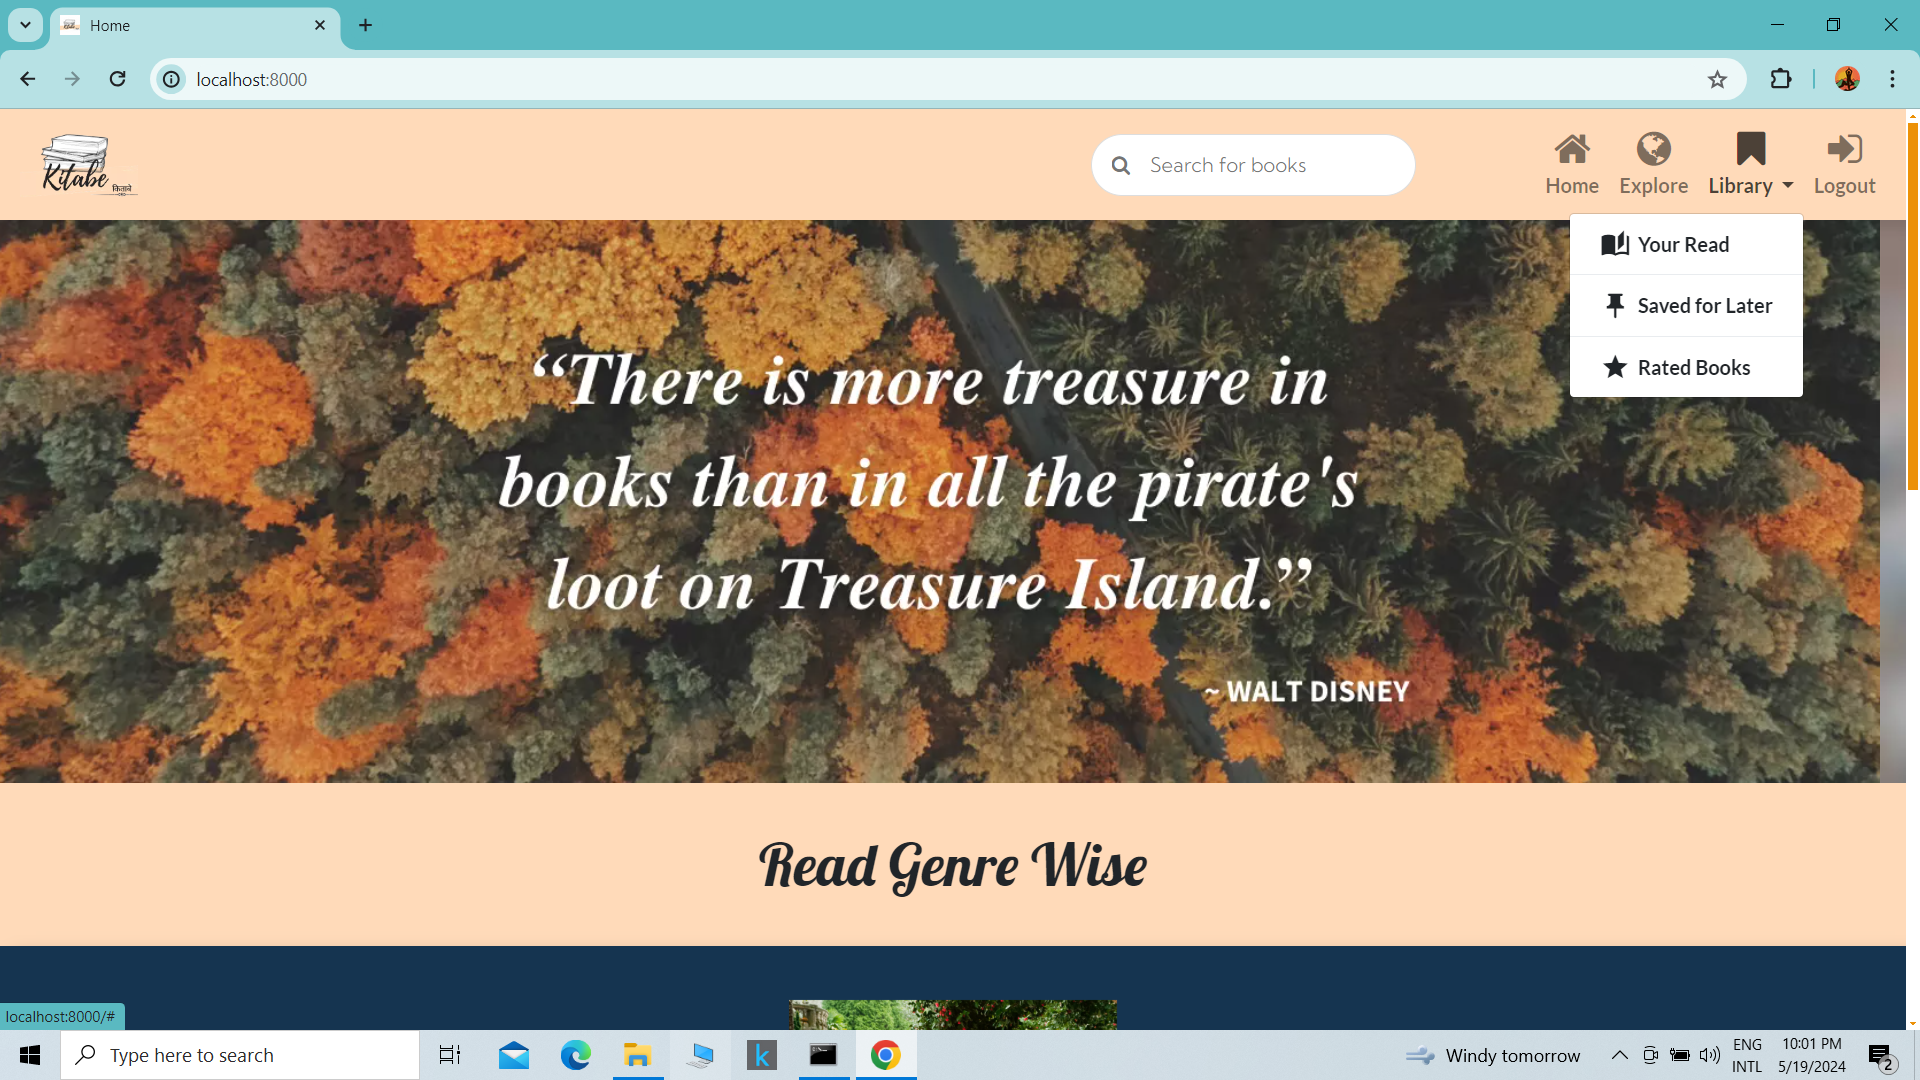 Home
localhost:8000
Kitabe
किताबे
Search for books
Home
Explore
Library
Logout
Your Read
Saved for Later
Rated Books
“There is more treasure in
books than in all the pirate's
loot on Treasure Island.”
~ WALT DISNEY
Read Genre Wise
localhost:8000/#
Type here to search
k
Windy tomorrow
ENG
INTL
10:01 PM
5/19/2024
2